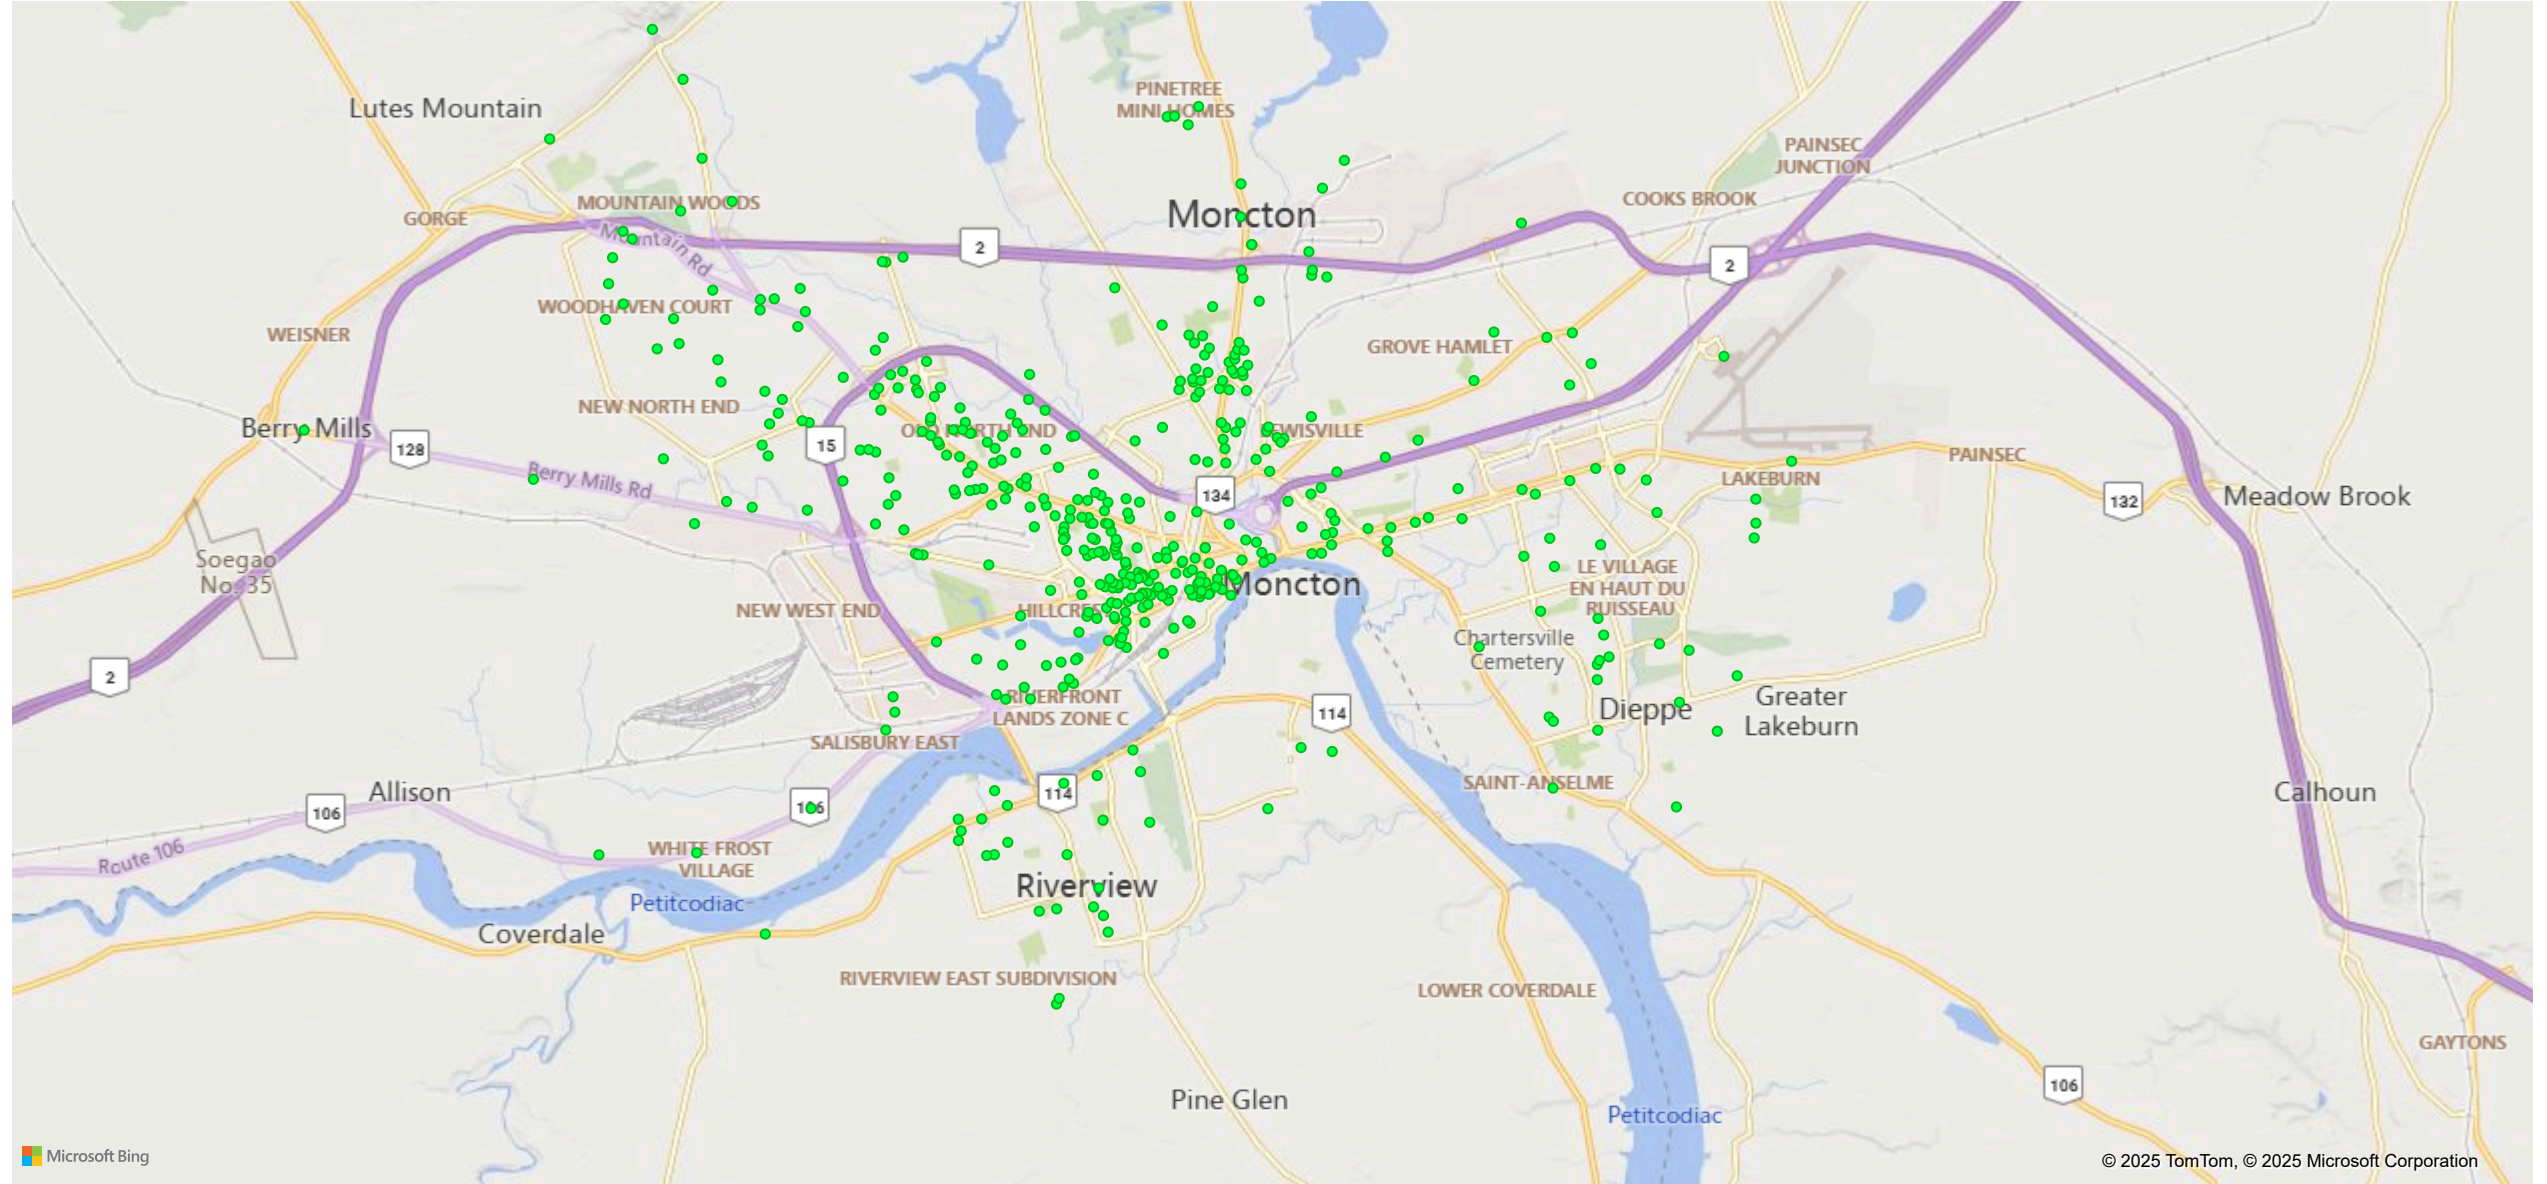 PINETREE
MINI HOMES
Lutes Mountain
PAINSEC
JUNCTION
MOUNTAIN WOODS
COOKS BROOK
GORGE
Moncton
Mountain Rd
2
2
WOODHAVEN COURT
WEISNER
GROVE HAMLET
NEW NORTH END
Berry Mills
OLD NORTH END
LEWISVILLE
128
15
PAINSEC
Berry Mills Rd
LAKEBURN
134
132
Meadow Brook
Soegao
No. 35
LE VILLAGE
EN HAUT DU
RUISSEAU
Moncton
NEW WEST END
HILLCREST
Chartersville
Cemetery
2
RIVERFRONT
LANDS ZONE C
114
Dieppe
Greater
Lakeburn
SALISBURY EAST
SAINT-ANSELME
Allison
114
Calhoun
106
106
Route 106
WHITE FROST
VILLAGE
Riverview
Petitcodiac
Coverdale
RIVERVIEW EAST SUBDIVISION
LOWER COVERDALE
GAYTONS
106
Pine Glen
Petitcodiac
Microsoft Bing
© 2025 TomTom, © 2025 Microsoft Corporation